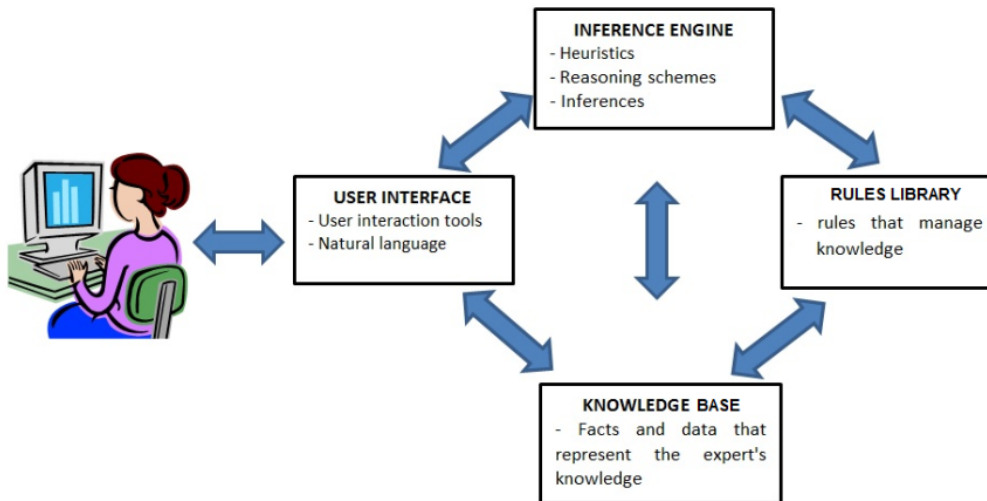 INFERENCE ENGINE
- Heuristics
- Reasoning schemes
- Inferences
USER INTERFACE
- User interaction tools
- Natural language
RULES LIBRARY
- rules that manage
knowledge
KNOWLEDGE BASE
- Facts and data that
represent the expert's
knowledge